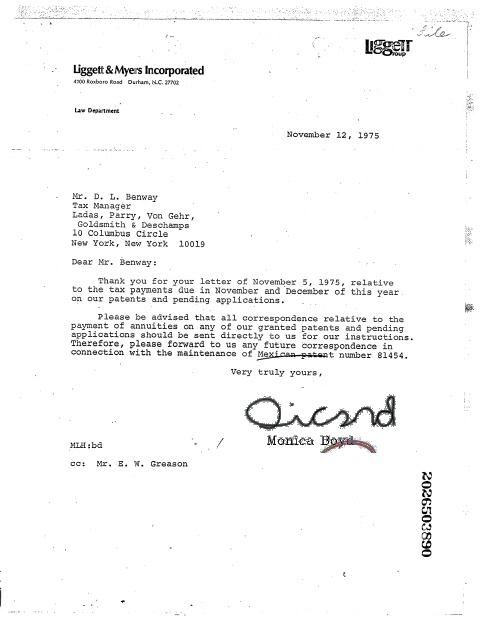 File
Liggett
Group
Liggett & Myers Incorporated
4100 Roxboro Road Durham, N.C. 27702
Law Department
November 12, 1975
Mr. D. L. Benway
Tax Manager
Ladas, Parry, Von Gehr,
Goldsmith & Deschamps
10 Columbus Circle
New York, New York 10019
Dear Mr. Benway:
Thank you for your letter of November 5, 1975, relative
to the tax payments due in November and December of this year
on our patents and pending applications.
Please be advised that all correspondence relative to the
payment of annuities on any of our granted patents and pending
applications should be sent directly to us for our instructions.
Therefore, please forward to us any future correspondence in
connection with the maintenance of Mexican patent number 81454.
Very truly yours,
Monica Boyd
MLH:bd
cc: Mr. E. W. Greason
2026503890